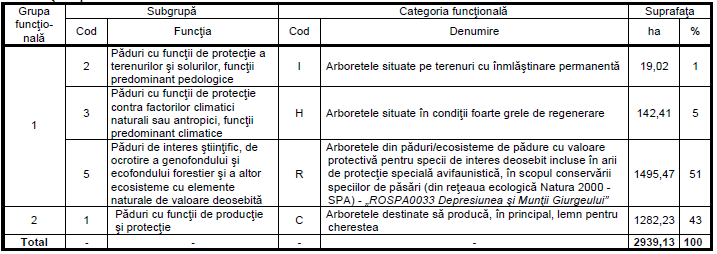 Grupa funcţio-nală | Subgrupă | Categoria funcţională | Suprafaţa
Cod | Funcţia | Cod | Denumire | ha | %
1 | 2 | Păduri cu funcţii de protecţie a terenurilor şi solurilor, funcţii predominant pedologice | I | Arboretele situate pe terenuri cu înmlăştinare permanentă | 19,02 | 1
3 | Păduri cu funcţii de protecţie contra factorilor climatici naturali sau antropici, funcţii predominant climatice | H | Arboretele situate în condiţii foarte grele de regenerare | 142,41 | 5
5 | Păduri de interes ştiinţific, de ocrotire a genofondului şi ecofondului forestier şi a altor ecosisteme cu elemente naturale de valoare deosebită | R | Arboretele din păduri/ecosisteme de pădure cu valoare protectivă pentru specii de interes deosebit incluse în arii de protecţie specială avifaunistică, în scopul conservării speciilor de păsări (din reţeaua ecologică Natura 2000 - SPA) - „ROSPA0033 Depresiunea şi Munţii Giurgeului” | 1495,47 | 51
2 | 1 | Păduri cu funcţii de producţie şi protecţie | C | Arboretele destinate să producă, în principal, lemn pentru cherestea | 1282,23 | 43
Total | - | - | - | - | 2939,13 | 100